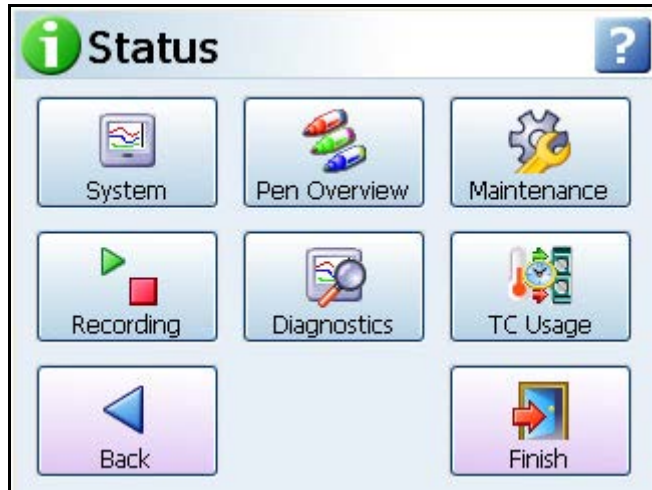 i Status ?
System
Pen Overview
Maintenance
Recording
Diagnostics
TC Usage
Back
Finish